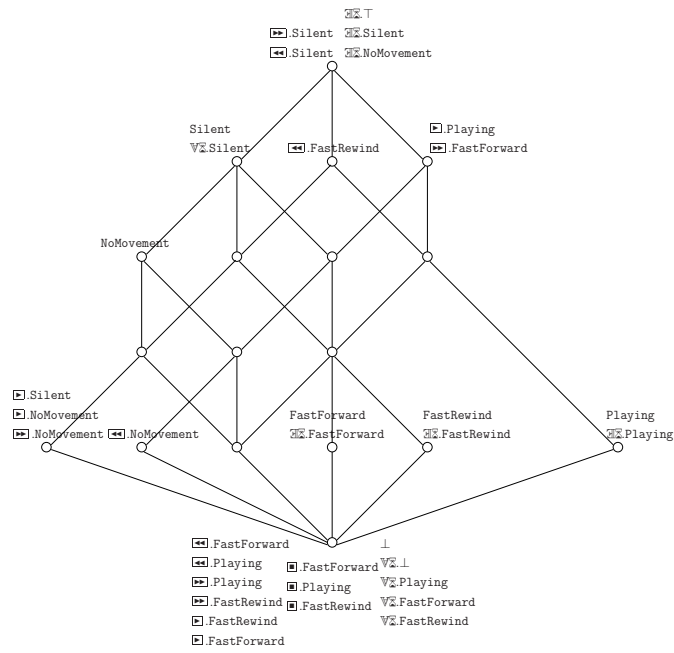 ∃⌛.⊤
▶▶.Silent ∃⌛.Silent
◀◀.Silent ∃⌛.NoMovement
Silent
∀⌛.Silent
◀◀.FastRewind
▶.Playing
▶▶.FastForward
NoMovement
▶.Silent
▶.NoMovement
▶▶.NoMovement
◀◀.NoMovement
FastForward
∃⌛.FastForward
FastRewind
∃⌛.FastRewind
Playing
∃⌛.Playing
◀◀.FastForward
◀◀.Playing
▶▶.Playing
▶▶.FastRewind
▶.FastRewind
▶.FastForward
■.FastForward
■.Playing
■.FastRewind
⊥
∀⌛.⊥
∀⌛.Playing
∀⌛.FastForward
∀⌛.FastRewind